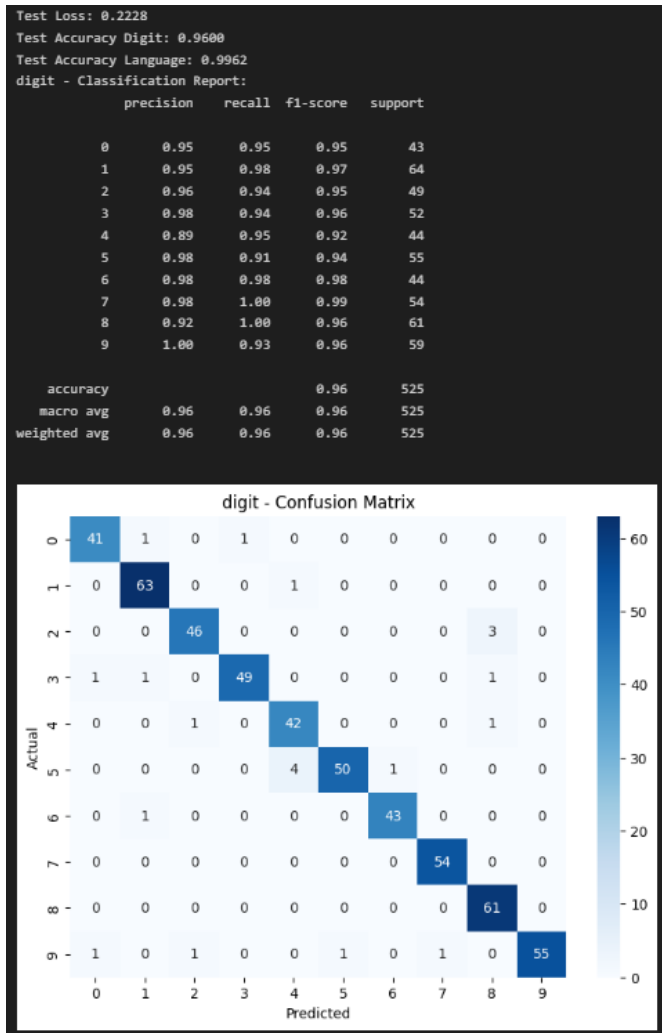 Test Loss: 0.2228
Test Accuracy Digit: 0.9600
Test Accuracy Language: 0.9962
digit - Classification Report:
precision recall f1-score support
0 0.95 0.95 0.95 43
1 0.95 0.98 0.97 64
2 0.96 0.94 0.95 49
3 0.98 0.94 0.96 52
4 0.89 0.95 0.92 44
5 0.98 0.91 0.94 55
6 0.98 0.98 0.98 44
7 0.98 1.00 0.99 54
8 0.92 1.00 0.96 61
9 1.00 0.93 0.96 59
accuracy 0.96 525
macro avg 0.96 0.96 0.96 525
weighted avg 0.96 0.96 0.96 525
digit - Confusion Matrix
0 41 1 0 1 0 0 0 0 0 0
1 0 63 0 0 1 0 0 0 0 0
2 0 0 46 0 0 0 0 0 3 0
3 1 1 0 49 0 0 0 0 1 0
4 0 0 1 0 42 0 0 0 1 0
5 0 0 0 0 4 50 1 0 0 0
6 0 1 0 0 0 0 43 0 0 0
7 0 0 0 0 0 0 0 54 0 0
8 0 0 0 0 0 0 0 0 61 0
9 1 0 1 0 0 1 0 1 0 55
0 1 2 3 4 5 6 7 8 9
Predicted
Actual
60
50
40
30
20
10
0